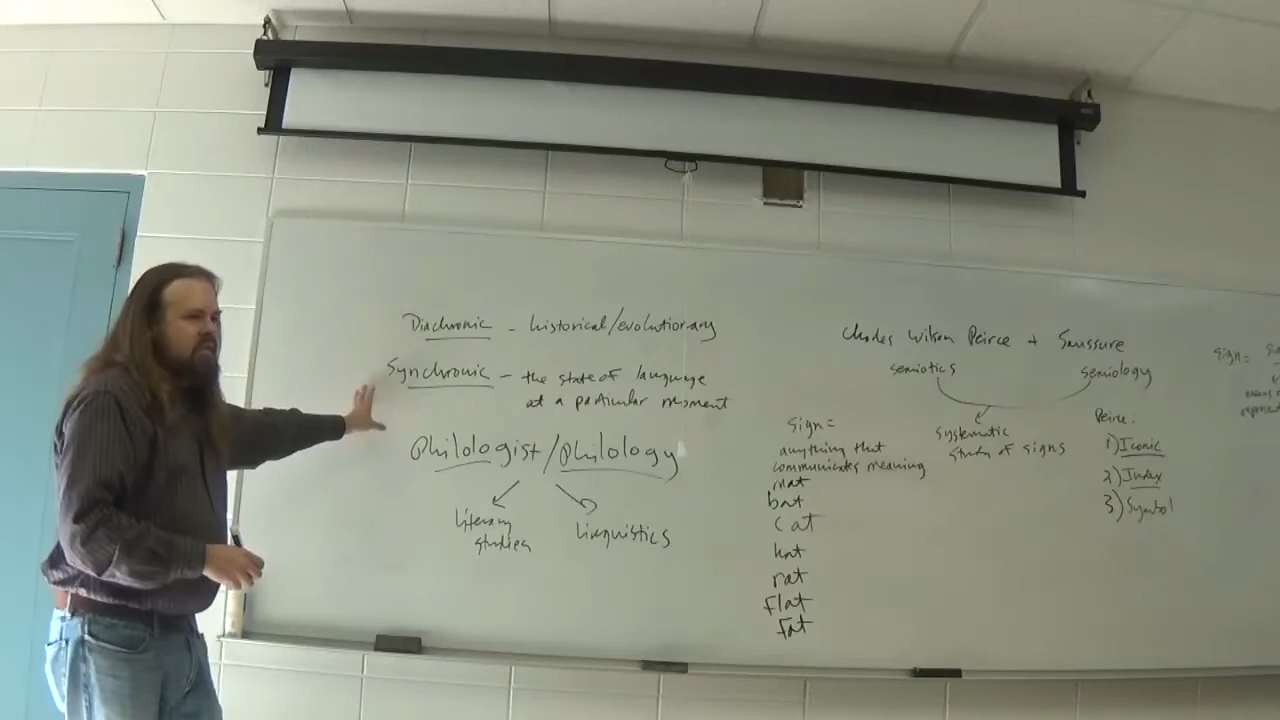 Diachronic - historical/evolutionary
Synchronic - the state of language
at a particular moment
Philologist/philology
Literary
studies
linguistics
Charles Wilson Peirce + Saussure
semiotics
semiology
Systematic
study of signs
Sign =
anything that
communicates meaning
mat
bat
cat
hat
rat
flat
fat
Peirce:
1) Iconic
2) Index
3) Symbol
Sign =